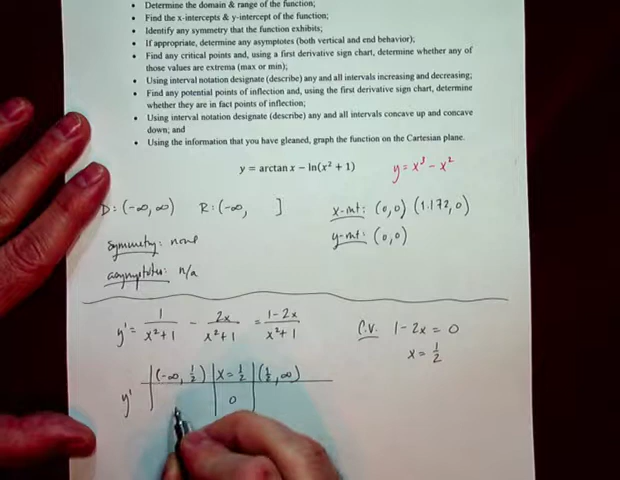 • Determine the domain & range of the function;
• Find the x-intercepts & y-intercept of the function;
• Identify any symmetry that the function exhibits;
• If appropriate, determine any asymptotes (both vertical and end behavior);
• Find any critical points and, using a first derivative sign chart, determine whether any of
those values are extrema (max or min);
• Using interval notation designate (describe) any and all intervals increasing and decreasing;
• Find any potential points of inflection and, using the first derivative sign chart, determine
whether they are in fact points of inflection;
• Using interval notation designate (describe) any and all intervals concave up and concave
down; and
• Using the information that you have gleaned, graph the function on the Cartesian plane.
y = arctan x − ln(x² + 1) y = x³ − x²
D: (-∞, ∞) R: (-∞, ] x-int: (0,0) (1.172, 0)
symmetry: none y-int: (0,0)
asymptotes: n/a
y' = 1/(x²+1) − 2x/(x²+1) = (1−2x)/(x²+1) C.V. 1−2x = 0
x = 1/2
(-∞, 1/2) | x = 1/2 | (1/2, ∞)
y' 0